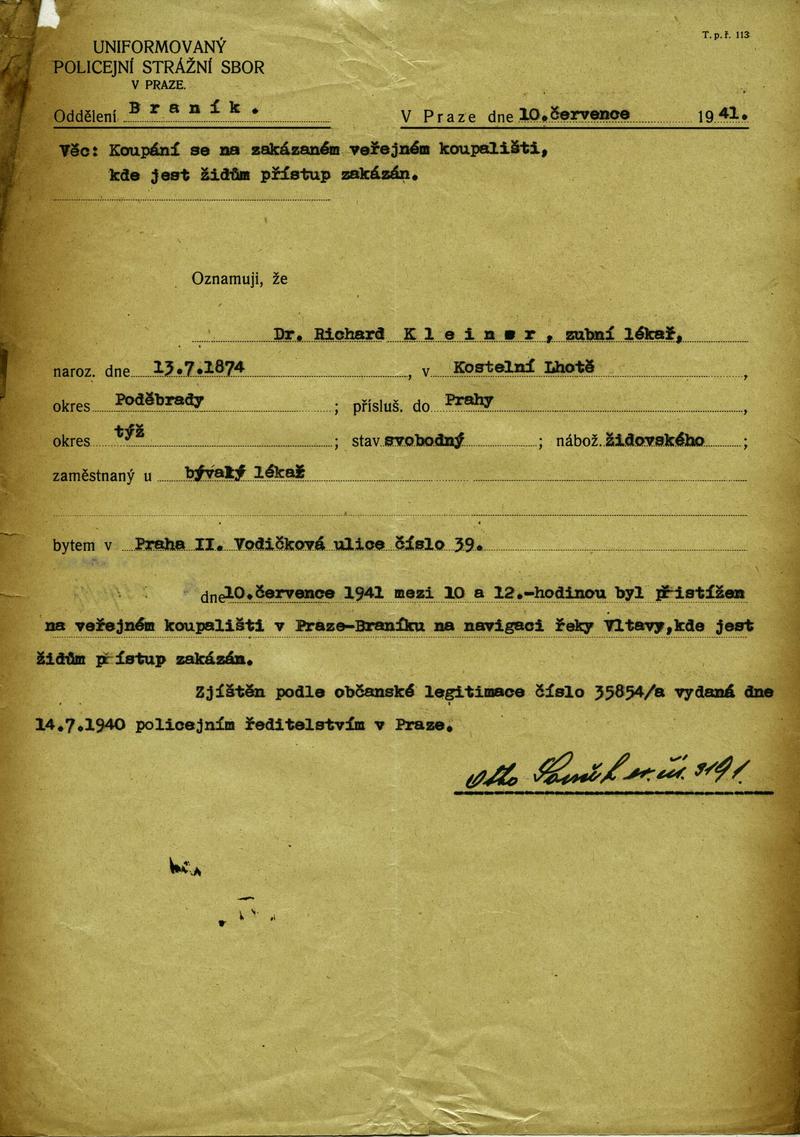 T. p. ř. 113
UNIFORMOVANÝ
POLICEJNÍ STRÁŽNÍ SBOR
V PRAZE.
Oddělení Braník.
V Praze dne 10.července 1941.
Věc: Koupání se na zakázaném veřejném koupališti,
kde jest židům přístup zakázán.
Oznamuji, že
Dr. Richard Kleiner, zubní lékař,
naroz. dne 13.7.1874, v Kostelní Lhotě,
okres Poděbrady; přísluš. do Prahy,
okres týž; stav svobodný; nábož. židovského;
zaměstnaný u bývalý lékař
bytem v Praha II. Vodičková ulice číslo 39.
dne 10.července 1941 mezi 10 a 12.-hodinou byl přistižen
na veřejném koupališti v Praze-Braníku na navigaci řeky Vltavy,kde jest
židům přístup zakázán.
Zjištěn podle občanské legitimace číslo 35854/a vydaná dne
14.7.1940 policejním ředitelstvím v Praze.
Otto